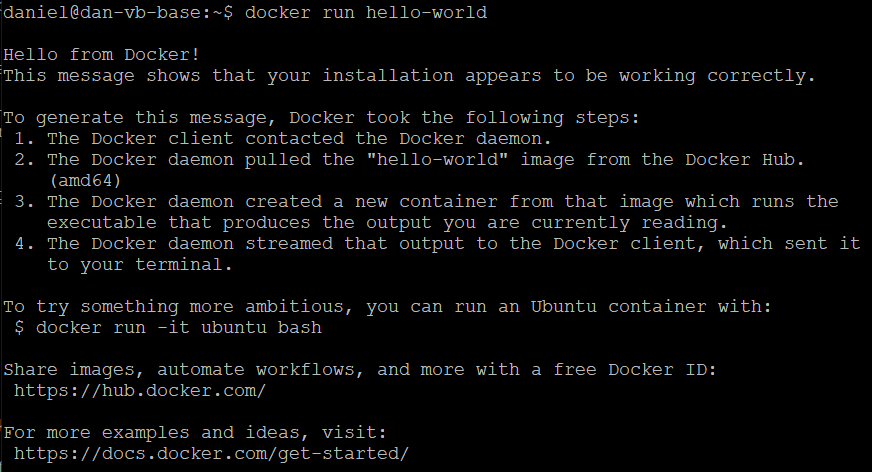 daniel@dan-vb-base:~$ docker run hello-world
Hello from Docker!
This message shows that your installation appears to be working correctly.
To generate this message, Docker took the following steps:
1. The Docker client contacted the Docker daemon.
2. The Docker daemon pulled the "hello-world" image from the Docker Hub.
(amd64)
3. The Docker daemon created a new container from that image which runs the
executable that produces the output you are currently reading.
4. The Docker daemon streamed that output to the Docker client, which sent it
to your terminal.
To try something more ambitious, you can run an Ubuntu container with:
$ docker run -it ubuntu bash
Share images, automate workflows, and more with a free Docker ID:
https://hub.docker.com/
For more examples and ideas, visit:
https://docs.docker.com/get-started/